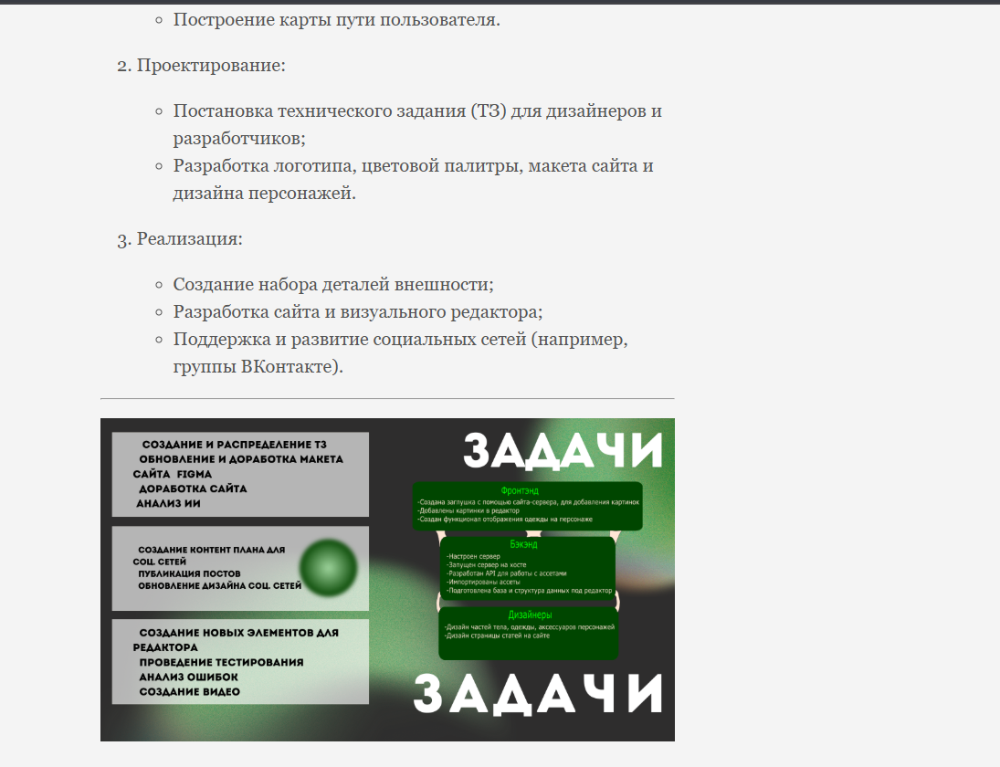 Построение карты пути пользователя.
2. Проектирование:
Постановка технического задания (ТЗ) для дизайнеров и
разработчиков;
Разработка логотипа, цветовой палитры, макета сайта и
дизайна персонажей.
3. Реализация:
Создание набора деталей внешности;
Разработка сайта и визуального редактора;
Поддержка и развитие социальных сетей (например,
группы ВКонтакте).
СОЗДАНИЕ И РАСПРЕДЕЛЕНИЕ ТЗ
ОБНОВЛЕНИЕ И ДОРАБОТКА МАКЕТА
САЙТА FIGMA
ДОРАБОТКА САЙТА
АНАЛИЗ ИИ
СОЗДАНИЕ КОНТЕНТ ПЛАНА ДЛЯ
СОЦ. СЕТЕЙ
ПУБЛИКАЦИЯ ПОСТОВ
ОБНОВЛЕНИЕ ДИЗАЙНА СОЦ. СЕТЕЙ
СОЗДАНИЕ НОВЫХ ЭЛЕМЕНТОВ ДЛЯ
РЕДАКТОРА
ПРОВЕДЕНИЕ ТЕСТИРОВАНИЯ
АНАЛИЗ ОШИБОК
СОЗДАНИЕ ВИДЕО
ЗАДАЧИ
Фронтэнд
-Создана заглушка с помощью сайта-сервера, для добавления картинок
-Добавлены картинки в редактор
-Создан функционал отображения одежды на персонаже
Бэкэнд
-Настроен сервер
-Запущен сервер на хосте
-Разработан API для работы с ассетами
-Импортированы ассеты
-Подготовлена база и структура данных под редактор
Дизайнеры
-Дизайн частей тела, одежды, аксессуаров персонажей
-Дизайн страницы статей на сайте
ЗАДАЧИ